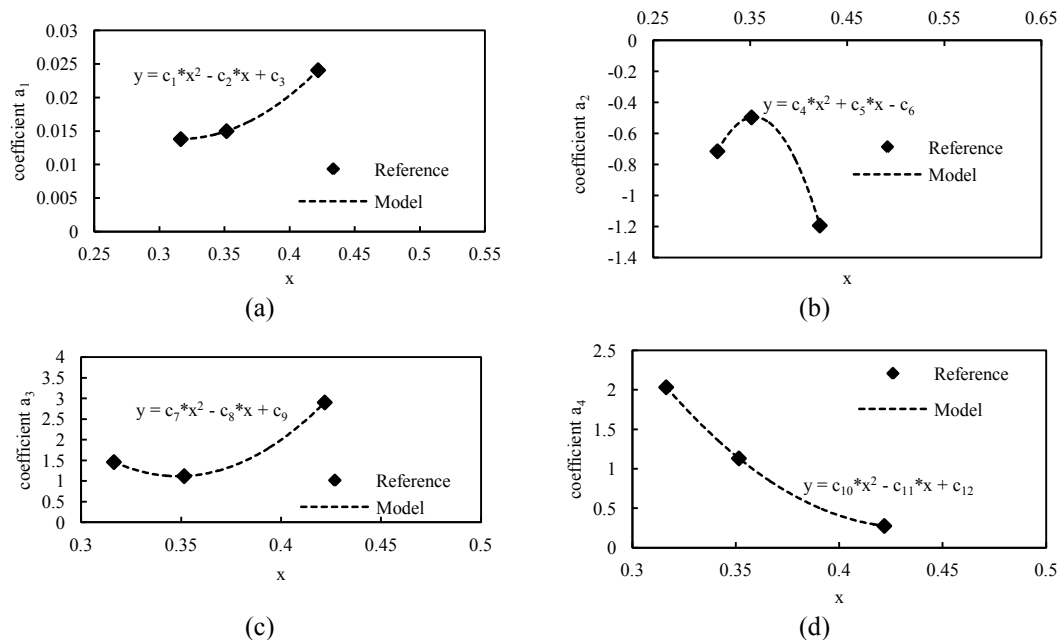 0.03
0.025
0.02
0.015
0.01
0.005
0
coefficient a₁
y = c₁*x² - c₂*x + c₃
Reference
Model
0.25 0.3 0.35 0.4 0.45 0.5 0.55
x
(a)
0.25 0.35 0.45 0.55 0.65
0
-0.2
-0.4
-0.6
-0.8
-1
-1.2
-1.4
coefficient a₂
y = c₄*x² + c₅*x - c₆
Reference
Model
x
(b)
4
3.5
3
2.5
2
1.5
1
0.5
0
coefficient a₃
y = c₇*x² - c₈*x + c₉
Reference
Model
0.3 0.35 0.4 0.45 0.5
x
(c)
2.5
2
1.5
1
0.5
0
coefficient a₄
Reference
Model
y = c₁₀*x² - c₁₁*x + c₁₂
0.3 0.35 0.4 0.45 0.5
x
(d)